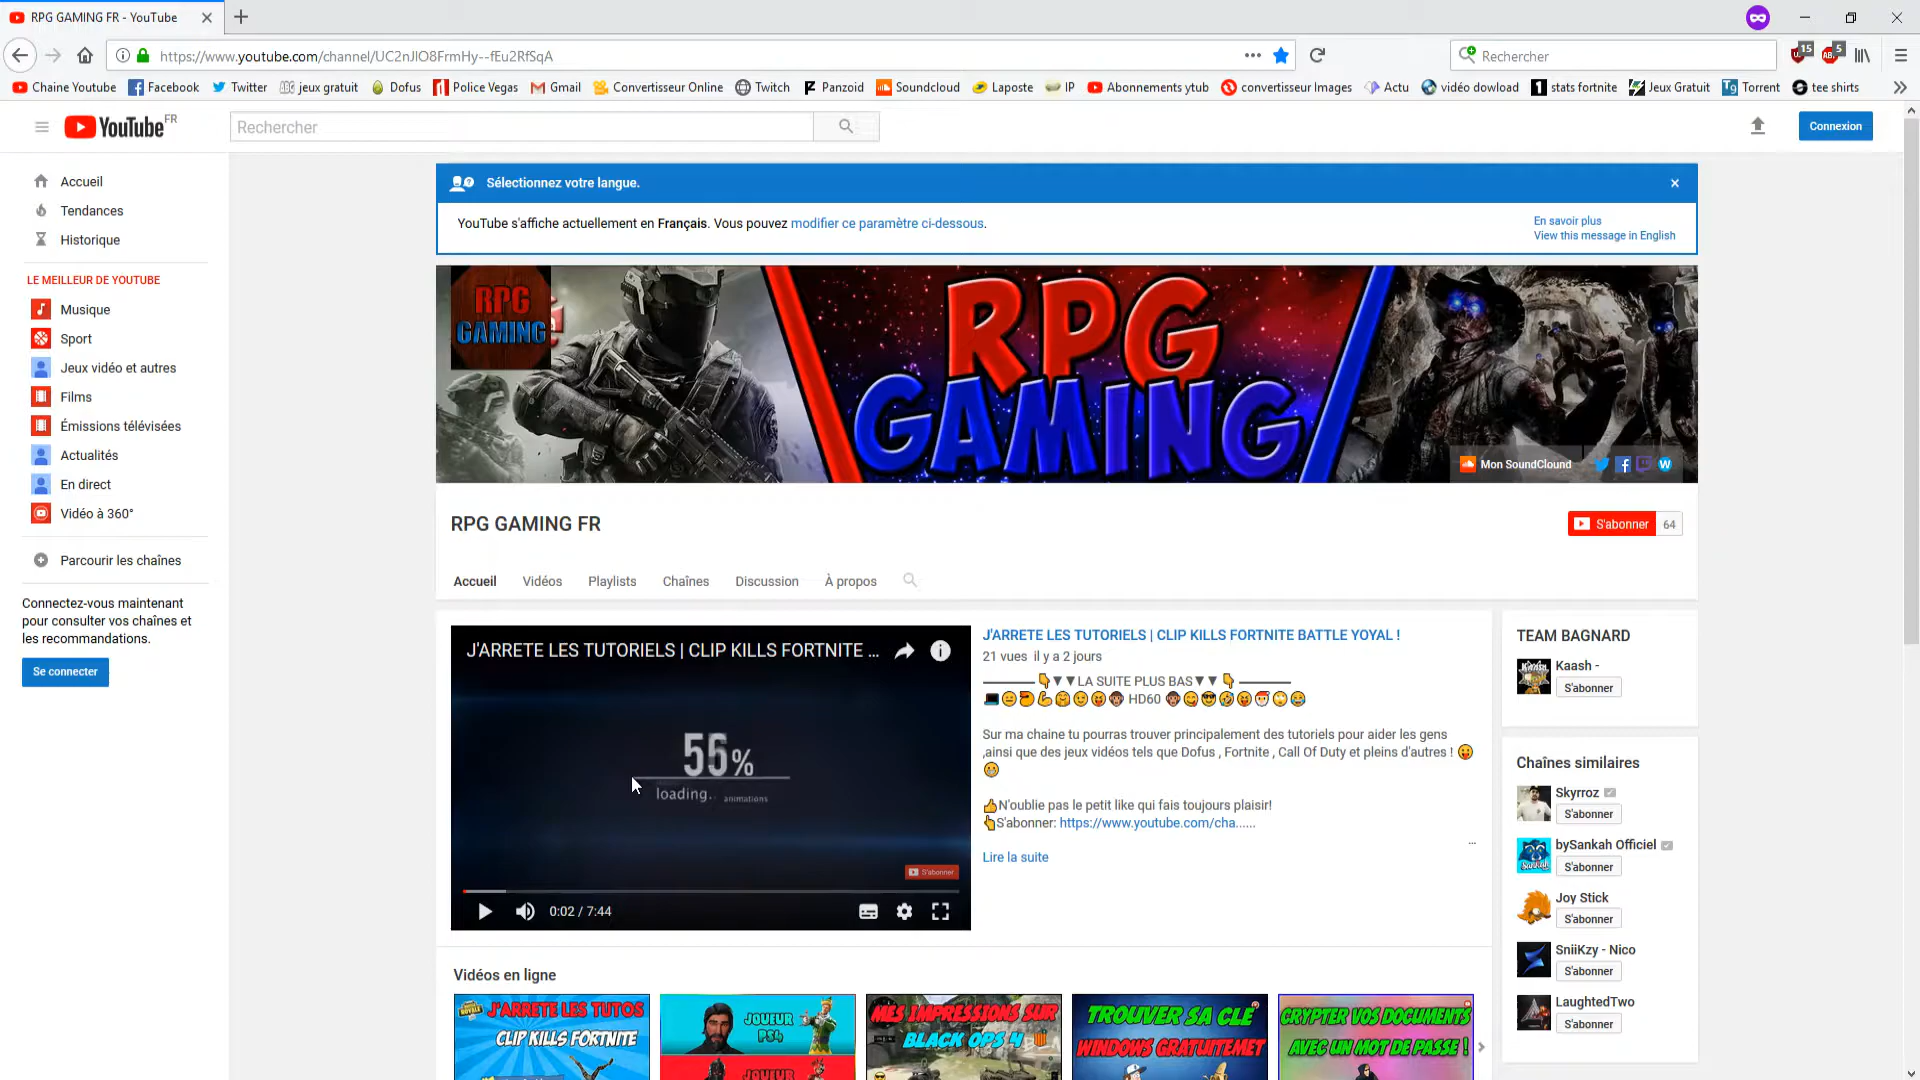 RPG GAMING FR - YouTube
https://www.youtube.com/channel/UC2nJlO8FrmHy--fEu2RfSqA
Rechercher
15
5
Chaine Youtube
Facebook
Twitter
jeux gratuit
Dofus
Police Vegas
Gmail
Convertisseur Online
Twitch
Panzoid
Soundcloud
Laposte
IP
Abonnements ytub
convertisseur Images
Actu
vidéo dowload
stats fortnite
Jeux Gratuit
Torrent
tee shirts
YouTube FR
Rechercher
Connexion
Accueil
Tendances
Historique
LE MEILLEUR DE YOUTUBE
Musique
Sport
Jeux vidéo et autres
Films
Émissions télévisées
Actualités
En direct
Vidéo à 360°
Parcourir les chaînes
Connectez-vous maintenant
pour consulter vos chaînes et
les recommandations.
Se connecter
Sélectionnez votre langue.
YouTube s'affiche actuellement en Français. Vous pouvez modifier ce paramètre ci-dessous.
En savoir plus
View this message in English
RPG
GAMING
RPG
GAMING
Mon SoundClound
RPG GAMING FR
S'abonner 64
Accueil
Vidéos
Playlists
Chaînes
Discussion
À propos
J'ARRETE LES TUTORIELS | CLIP KILLS FORTNITE ...
56%
loading.. animations
S'abonner
0:02 / 7:44
J'ARRETE LES TUTORIELS | CLIP KILLS FORTNITE BATTLE YOYAL !
21 vues il y a 2 jours
———— 👇▼▼LA SUITE PLUS BAS▼▼ 👇 ————
HD60
Sur ma chaine tu pourras trouver principalement des tutoriels pour aider les gens
,ainsi que des jeux vidéos tels que Dofus , Fortnite , Call Of Duty et pleins d'autres ! 😛
😁
👍N'oublie pas le petit like qui fais toujours plaisir!
👆S'abonner: https://www.youtube.com/cha......
...
Lire la suite
TEAM BAGNARD
Kaash -
S'abonner
Chaînes similaires
Skyrroz
S'abonner
bySankah Officiel
S'abonner
Joy Stick
S'abonner
SniiKzy - Nico
S'abonner
LaughtedTwo
S'abonner
Vidéos en ligne
J'ARRETE LES TUTOS
CLIP KILLS FORTNITE
JOUEUR
PS4
JOUEUR
MES IMPRESSIONS SUR
BLACK OPS 4
TROUVER SA CLÉ
WINDOWS GRATUITEMET
CRYPTER VOS DOCUMENTS
AVEC UN MOT DE PASSE !